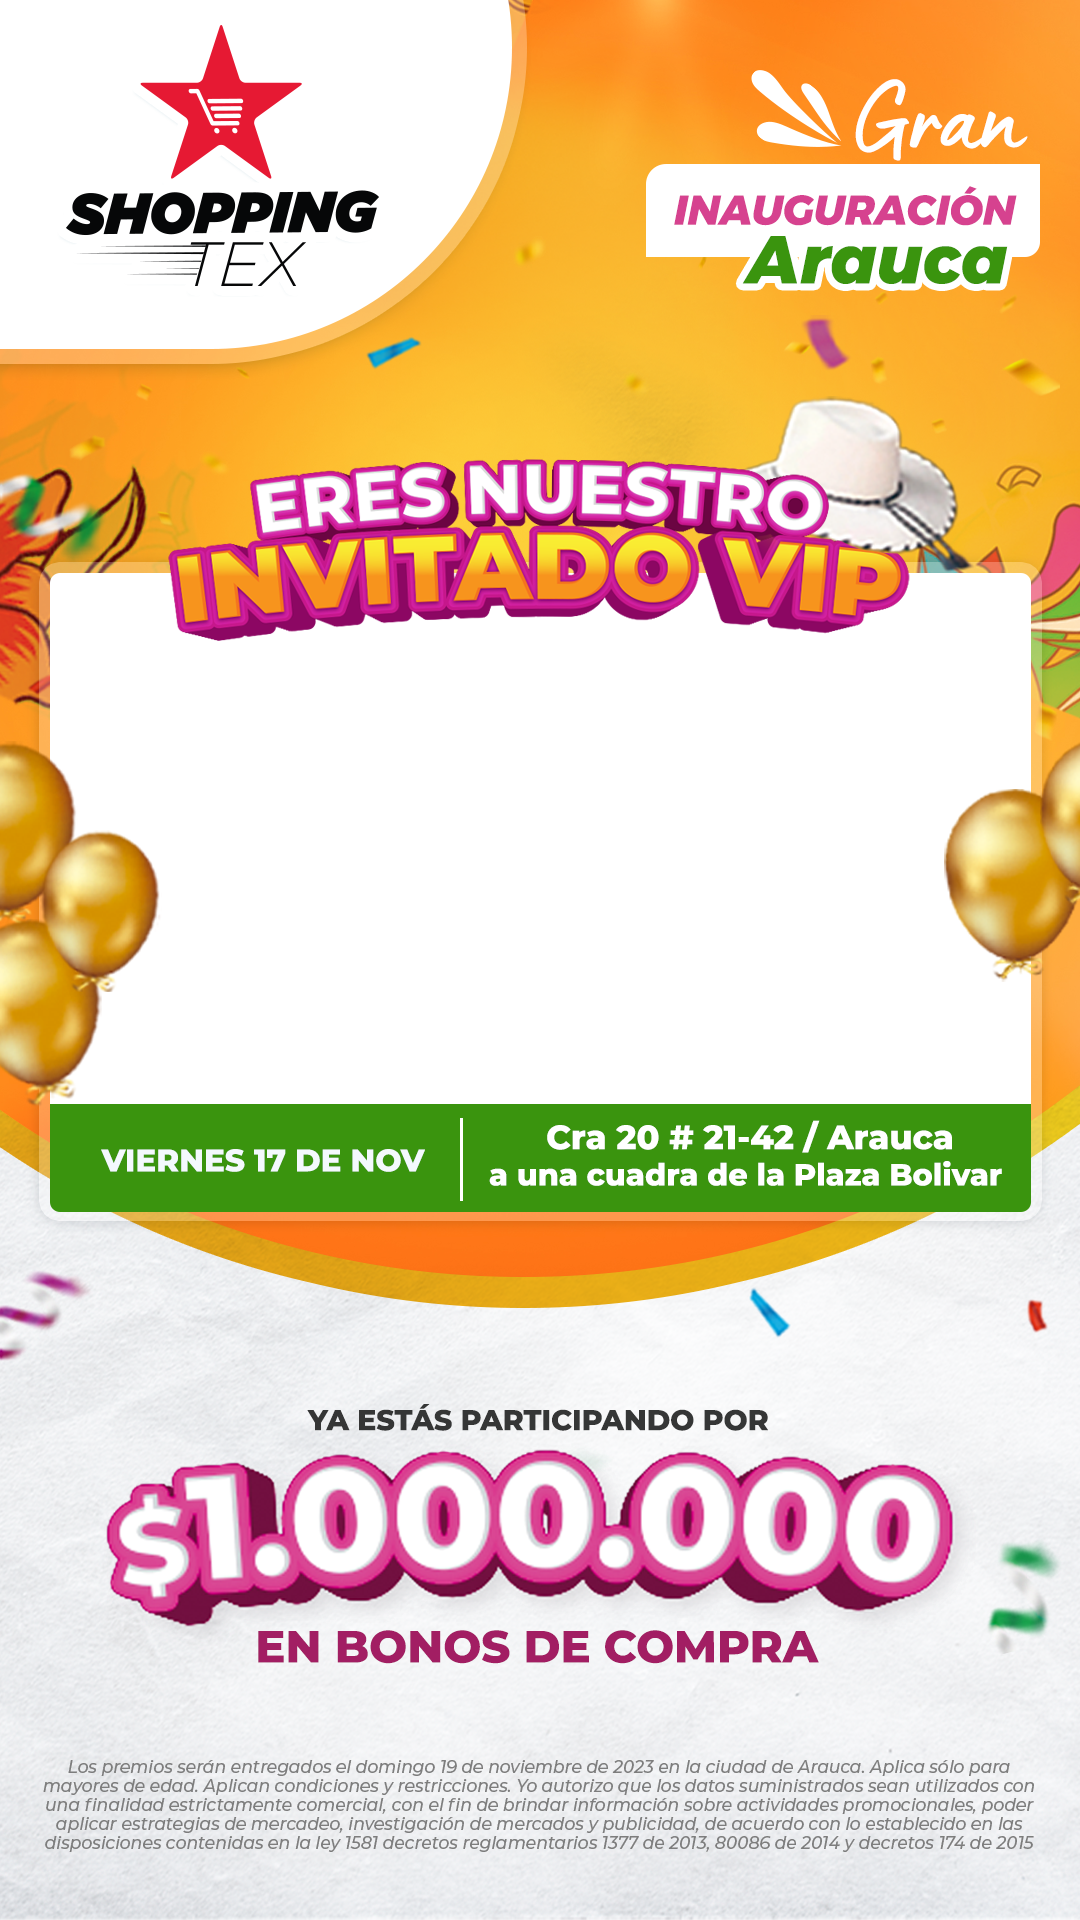 SHOPPING
TEX
Gran
INAUGURACIÓN
Arauca
ERES NUESTRO
INVITADO VIP
VIERNES 17 DE NOV
Cra 20 # 21-42 / Arauca
a una cuadra de la Plaza Bolivar
YA ESTÁS PARTICIPANDO POR
$1.000.000
EN BONOS DE COMPRA
Los premios serán entregados el domingo 19 de noviembre de 2023 en la ciudad de Arauca. Aplica sólo para
mayores de edad. Aplican condiciones y restricciones. Yo autorizo que los datos suministrados sean utilizados con
una finalidad estrictamente comercial, con el fin de brindar información sobre actividades promocionales, poder
aplicar estrategias de mercadeo, investigación de mercados y publicidad, de acuerdo con lo establecido en las
disposiciones contenidas en la ley 1581 decretos reglamentarios 1377 de 2013, 80086 de 2014 y decretos 174 de 2015